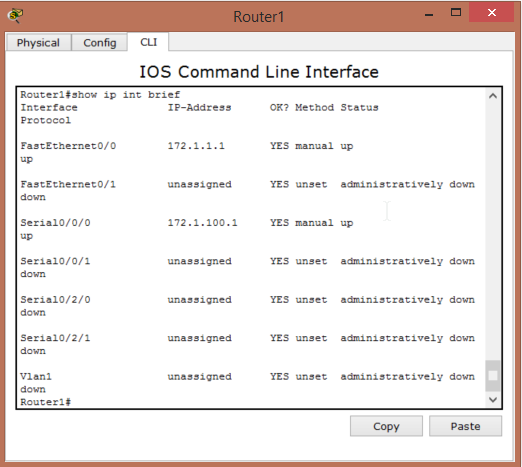 Router1
Physical Config CLI
IOS Command Line Interface
Router1#show ip int brief
Interface IP-Address OK? Method Status
Protocol
FastEthernet0/0 172.1.1.1 YES manual up
up
FastEthernet0/1 unassigned YES unset administratively down
down
Serial0/0/0 172.1.100.1 YES manual up
up
Serial0/0/1 unassigned YES unset administratively down
down
Serial0/2/0 unassigned YES unset administratively down
down
Serial0/2/1 unassigned YES unset administratively down
down
Vlan1 unassigned YES unset administratively down
down
Router1#
Copy Paste